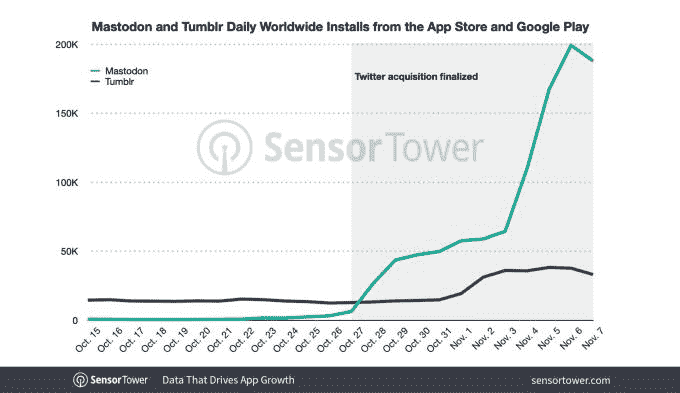 Mastodon and Tumblr Daily Worldwide Installs from the App Store and Google Play
200K
Mastodon
Tumblr
Twitter acquisition finalized
150K
SensorTower
100K
50K
0
Oct. 15
Oct. 16
Oct. 17
Oct. 18
Oct. 19
Oct. 20
Oct. 21
Oct. 22
Oct. 23
Oct. 24
Oct. 25
Oct. 26
Oct. 27
Oct. 28
Oct. 29
Oct. 30
Oct. 31
Nov. 1
Nov. 2
Nov. 3
Nov. 4
Nov. 5
Nov. 6
Nov. 7
SensorTower Data That Drives App Growth sensortower.com